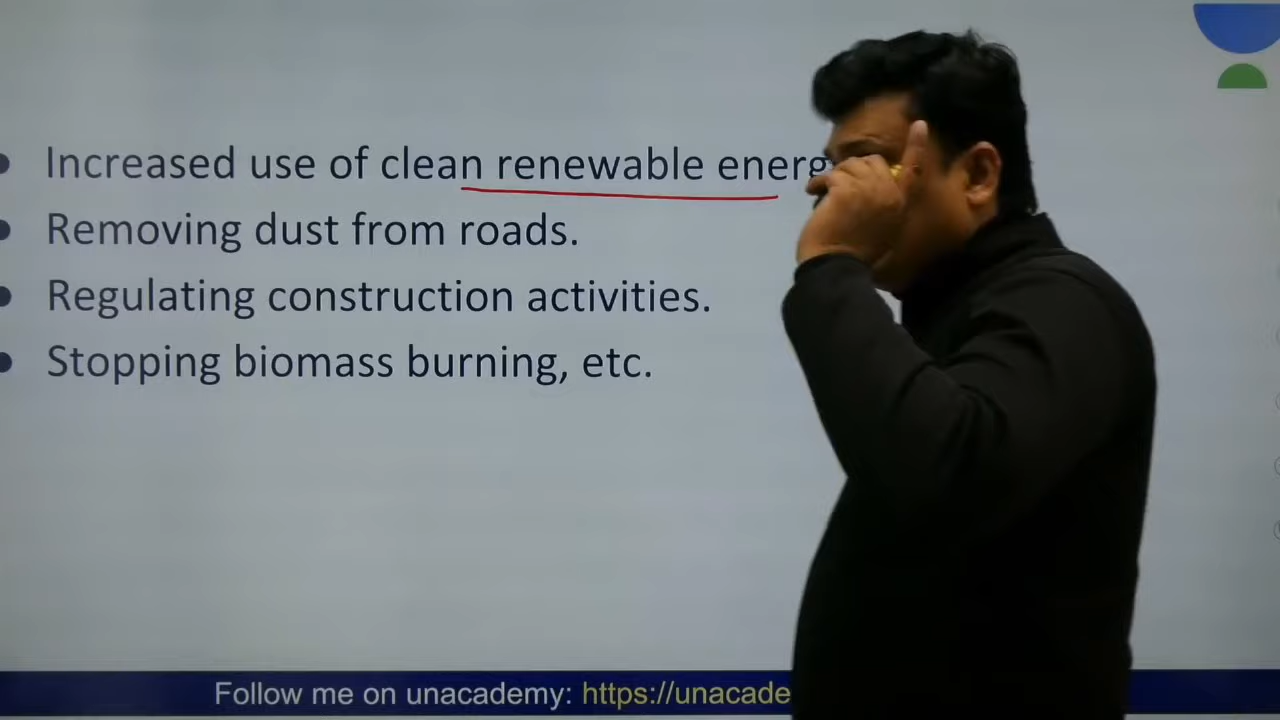 Increased use of clean renewable energ
Removing dust from roads.
Regulating construction activities.
Stopping biomass burning, etc.
Follow me on unacademy: https://unacade